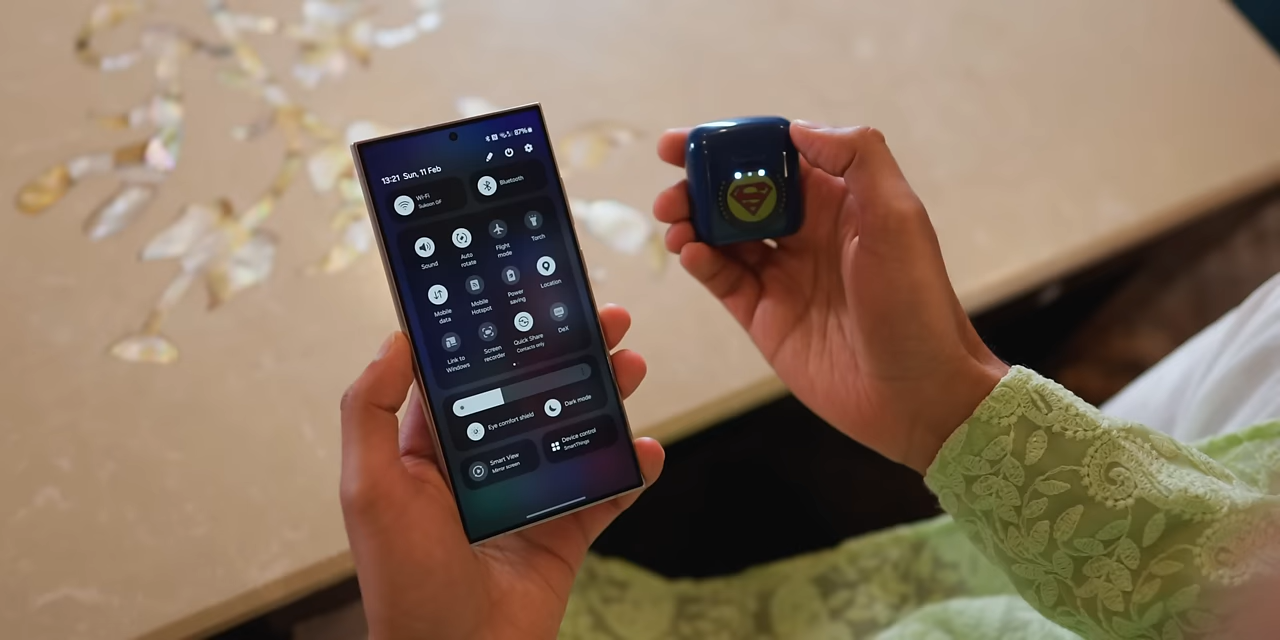 87%
13:21 Sun, 11 Feb
Wi-Fi
Sukoon GF
Bluetooth
Sound
Auto
rotate
Flight
mode
Torch
Mobile
data
Mobile
Hotspot
Power
saving
Location
Link to
Windows
Screen
recorder
Quick Share
Contacts only
DeX
Eye comfort shield
Dark mode
Smart View
Mirror screen
Device control
SmartThings
S